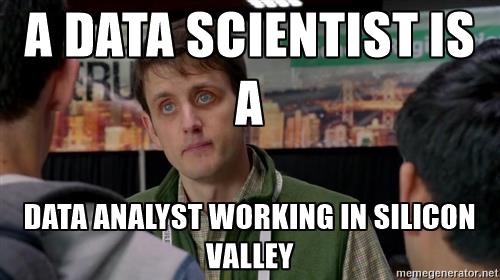 A DATA SCIENTIST IS
A
DATA ANALYST WORKING IN SILICON
VALLEY
memegenerator.net